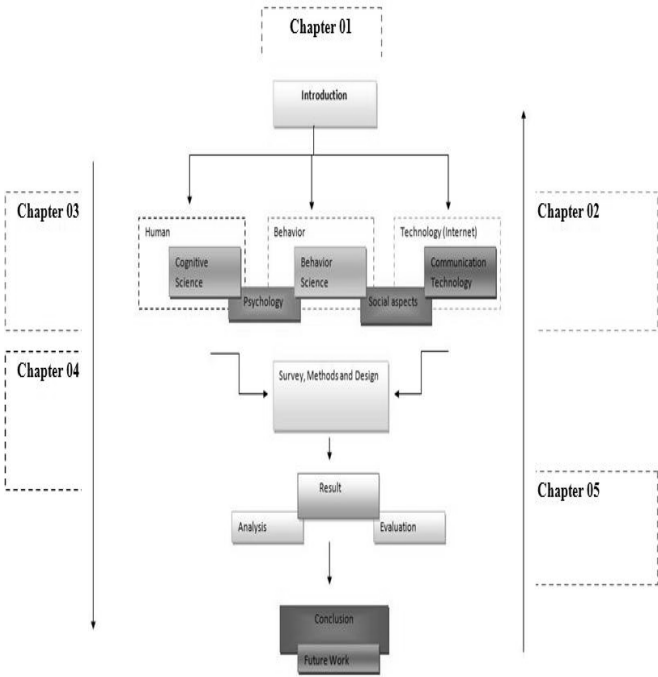 Chapter 01
Introduction
Chapter 03
Chapter 02
Human
Behavior
Technology (Internet)
Cognitive
Science
Behavior
Science
Communication
Technology
Psychology
Social aspects
Chapter 04
Survey, Methods and Design
Chapter 05
Result
Analysis
Evaluation
Conclusion
Future Work